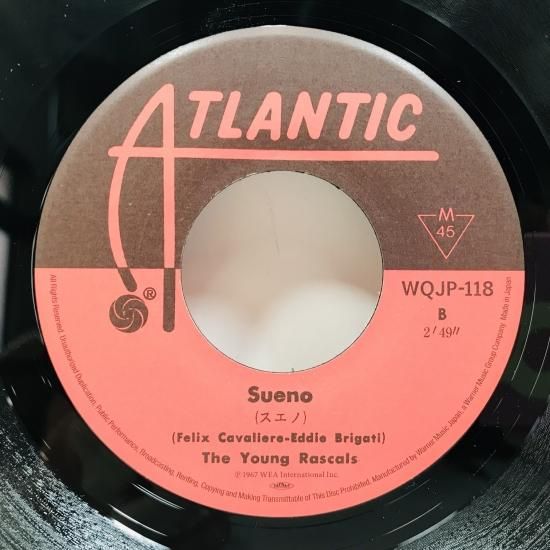 ATLANTIC
®
M
45
WQJP-118
B
2'49"
Sueno
(スエノ)
(Felix Cavaliere-Eddie Brigati)
The Young Rascals
℗ 1967 WEA International Inc.
All Rights Reserved. Unauthorized Duplication, Public Performance, Broadcasting, Renting, Copying and Making Transmittable of This Disc Prohibited. Manufactured by Warner Music Japan, a Warner Music Group Company. Made in Japan